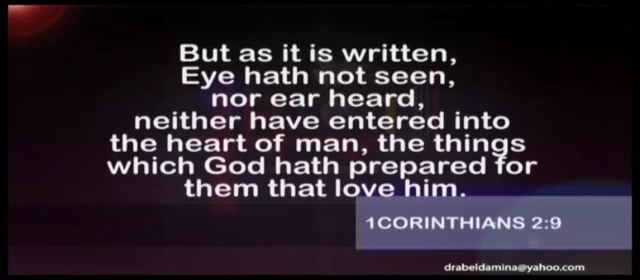 But as it is written,
Eye hath not seen,
nor ear heard,
neither have entered into
the heart of man, the things
which God hath prepared for
them that love him.
1CORINTHIANS 2:9
drabeldamina@yahoo.com